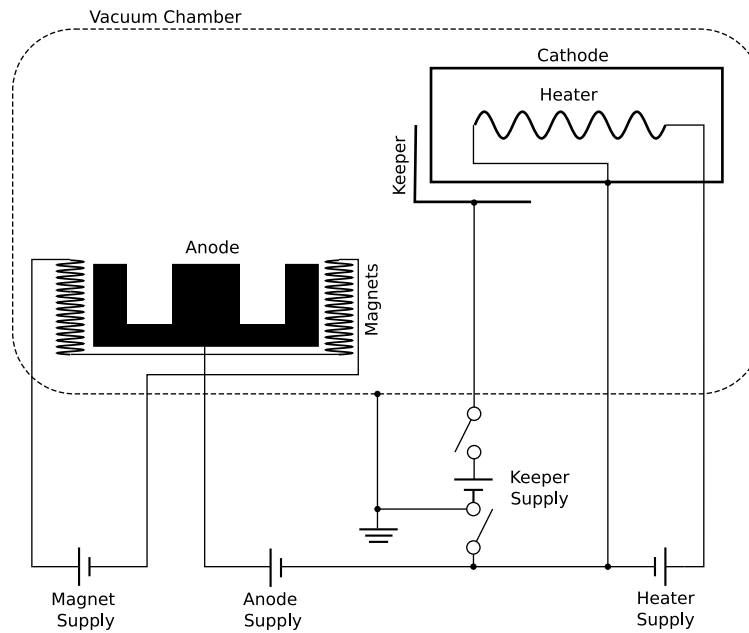 Vacuum Chamber
Cathode
Heater
Keeper
Anode
Magnets
Keeper
Supply
Magnet
Supply
Anode
Supply
Heater
Supply